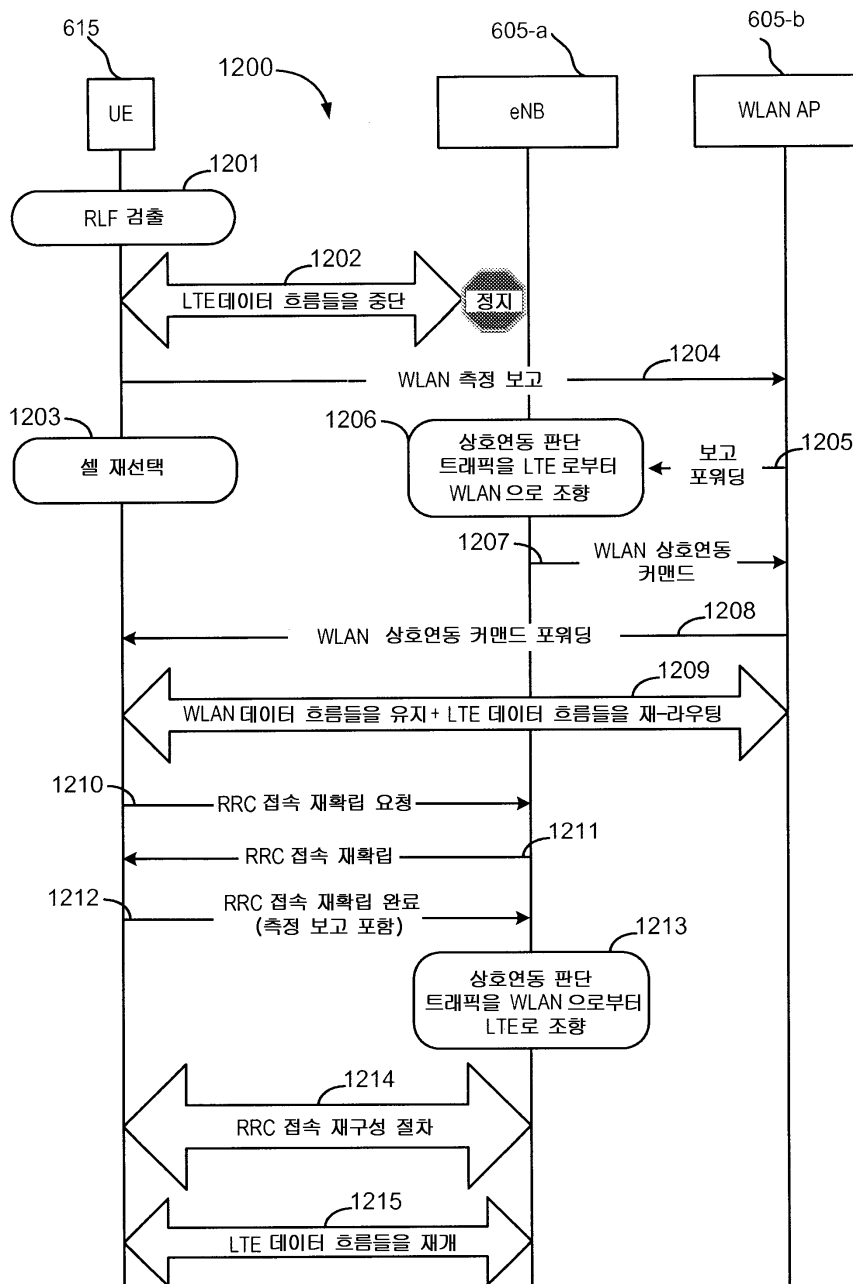 615
605-a
605-b
1200
UE
eNB
WLAN AP
1201
RLF 검출
1202
LTE데이터 흐름들을 중단
정지
1204
WLAN 측정 보고
1203
셀 재선택
1206
상호연동 판단
트래픽을 LTE 로부터
WLAN 으로 조향
보고
포워딩
1205
1207
WLAN 상호연동
커맨드
1208
WLAN 상호연동 커맨드 포워딩
1209
WLAN 데이터 흐름들을 유지+ LTE 데이터 흐름들을 재-라우팅
1210
RRC 접속 재확립 요청
1211
RRC 접속 재확립
1212
RRC 접속 재확립 완료
(측정 보고 포함)
1213
상호연동 판단
트래픽을 WLAN 으로부터
LTE로 조향
1214
RRC 접속 재구성 절차
1215
LTE 데이터 흐름들을 재개